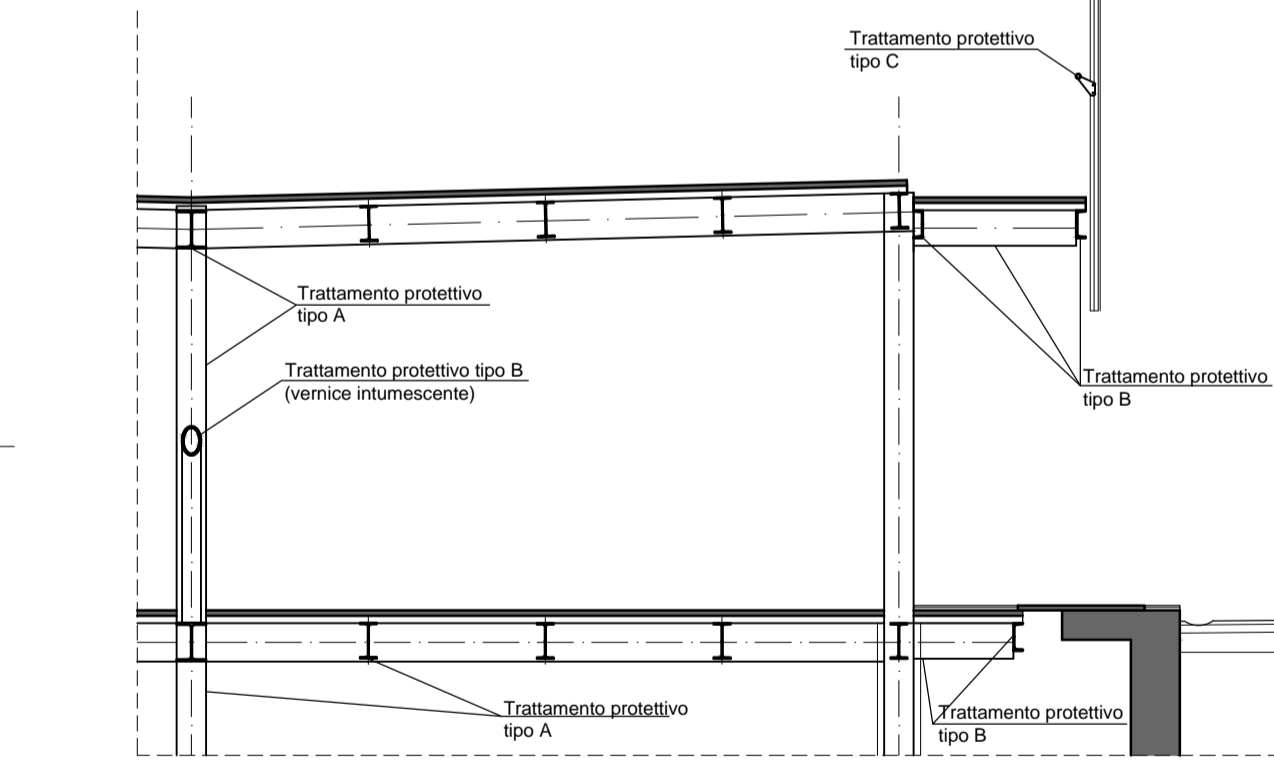 Trattamento protettivo
tipo C
Trattamento protettivo
tipo A
Trattamento protettivo tipo B
(vernice intumescente)
Trattamento protettivo
tipo B
Trattamento protettivo
tipo A
Trattamento protettivo
tipo B